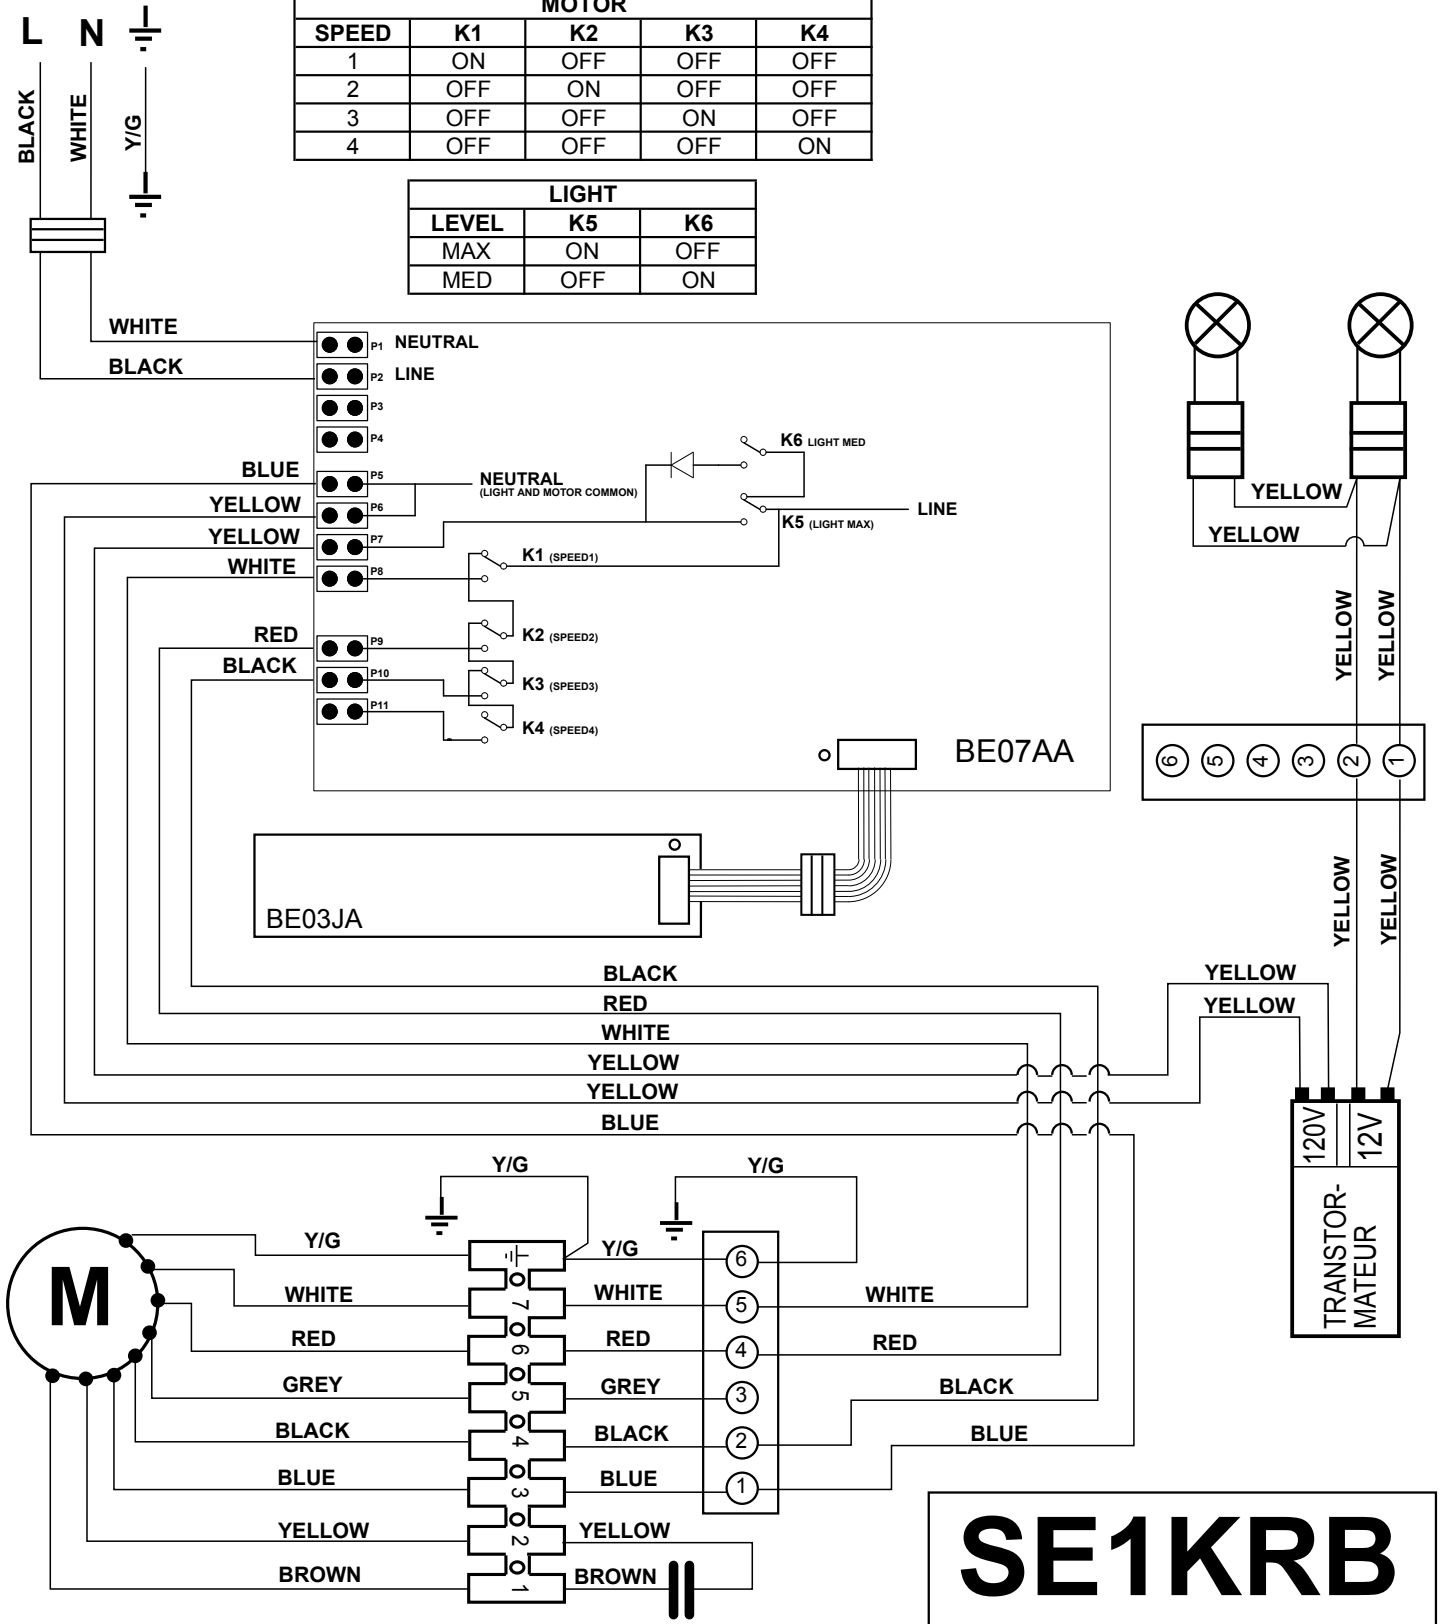 MOTOR
L N
SPEED K1 K2 K3 K4
1 ON OFF OFF OFF
2 OFF ON OFF OFF
3 OFF OFF ON OFF
4 OFF OFF OFF ON
BLACK
WHITE
Y/G
LIGHT
LEVEL K5 K6
MAX ON OFF
MED OFF ON
WHITE
P1 NEUTRAL
BLACK
P2 LINE
P3
P4
K6 LIGHT MED
BLUE
P5
NEUTRAL
(LIGHT AND MOTOR COMMON)
YELLOW
P6
LINE
K5 (LIGHT MAX)
YELLOW
P7
K1 (SPEED1)
WHITE
P8
YELLOW
YELLOW
RED
P9
K2 (SPEED2)
BLACK
P10
K3 (SPEED3)
P11
K4 (SPEED4)
YELLOW
YELLOW
BE07AA
6 5 4 3 2 1
BE03JA
YELLOW
YELLOW
BLACK
YELLOW
RED
YELLOW
WHITE
YELLOW
YELLOW
BLUE
120V
12V
TRANSTOR-
MATEUR
Y/G
Y/G
M
Y/G
Y/G
6
WHITE
7
WHITE
5
WHITE
RED
6
RED
4
RED
GREY
5
GREY
3
BLACK
BLACK
4
BLACK
2
BLUE
BLUE
3
BLUE
1
YELLOW
2
YELLOW
BROWN
1
BROWN
SE1KRB